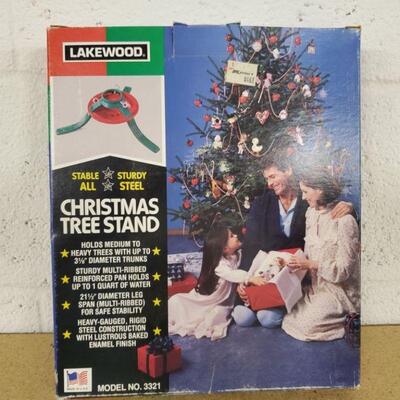 LAKEWOOD.
STABLE ☆ STURDY
ALL ☆ STEEL
CHRISTMAS
TREE STAND
HOLDS MEDIUM TO
HEAVY TREES WITH UP TO
3½" DIAMETER TRUNKS
STURDY MULTI-RIBBED
REINFORCED PAN HOLDS
UP TO 1 QUART OF WATER
21½" DIAMETER LEG
SPAN (MULTI-RIBBED)
FOR SAFE STABILITY
HEAVY-GAUGED, RIGID
STEEL CONSTRUCTION
WITH LUSTROUS BAKED
ENAMEL FINISH
MADE IN U.S.A.
MODEL NO. 3321